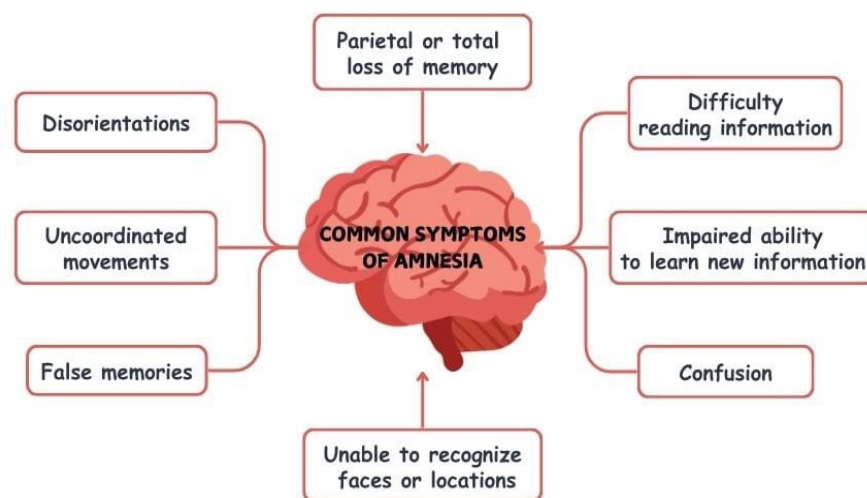 Parietal or total
loss of memory
Disorientations
Difficulty
reading information
Uncoordinated
movements
COMMON SYMPTOMS
OF AMNESIA
Impaired ability
to learn new information
False memories
Confusion
Unable to recognize
faces or locations